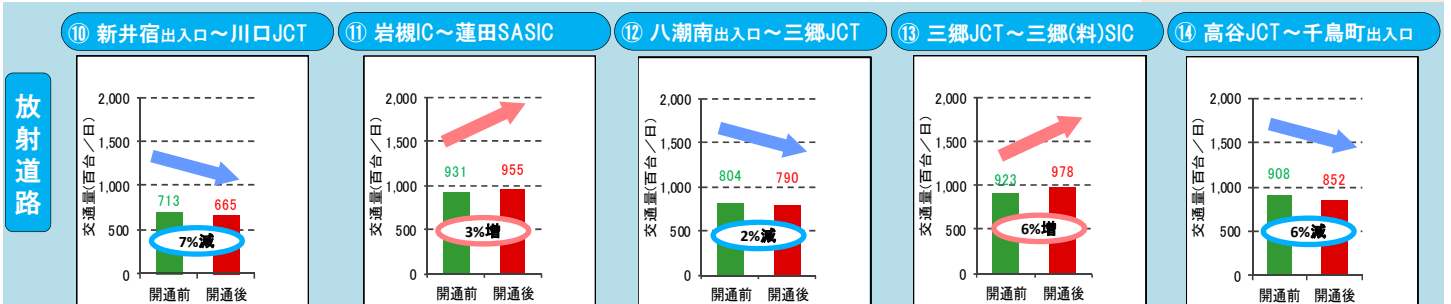 放射道路
⑩ 新井宿出入口～川口JCT
交通量(百台／日)
2,000
1,500
1,000
500
0
713
665
7%減
開通前 開通後
⑪ 岩槻IC～蓮田SASIC
交通量(百台／日)
2,000
1,500
1,000
500
0
931
955
3%増
開通前 開通後
⑫ 八潮南出入口～三郷JCT
交通量(百台／日)
2,000
1,500
1,000
500
0
804
790
2%減
開通前 開通後
⑬ 三郷JCT～三郷(料)SIC
交通量(百台／日)
2,000
1,500
1,000
500
0
923
978
6%増
開通前 開通後
⑭ 高谷JCT～千鳥町出入口
交通量(百台／日)
2,000
1,500
1,000
500
0
908
852
6%減
開通前 開通後